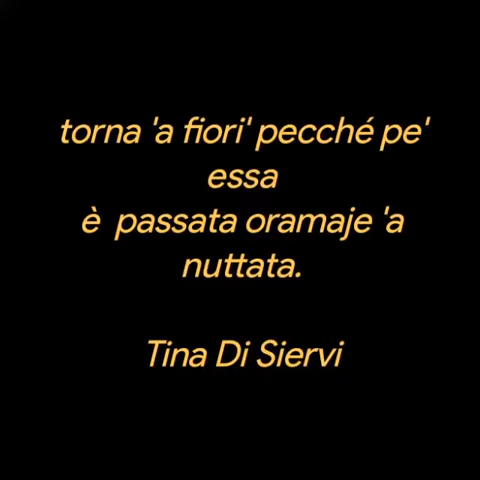 torna 'a fiori' pecché pe'
essa
è  passata oramaje 'a
nuttata.
Tina Di Siervi